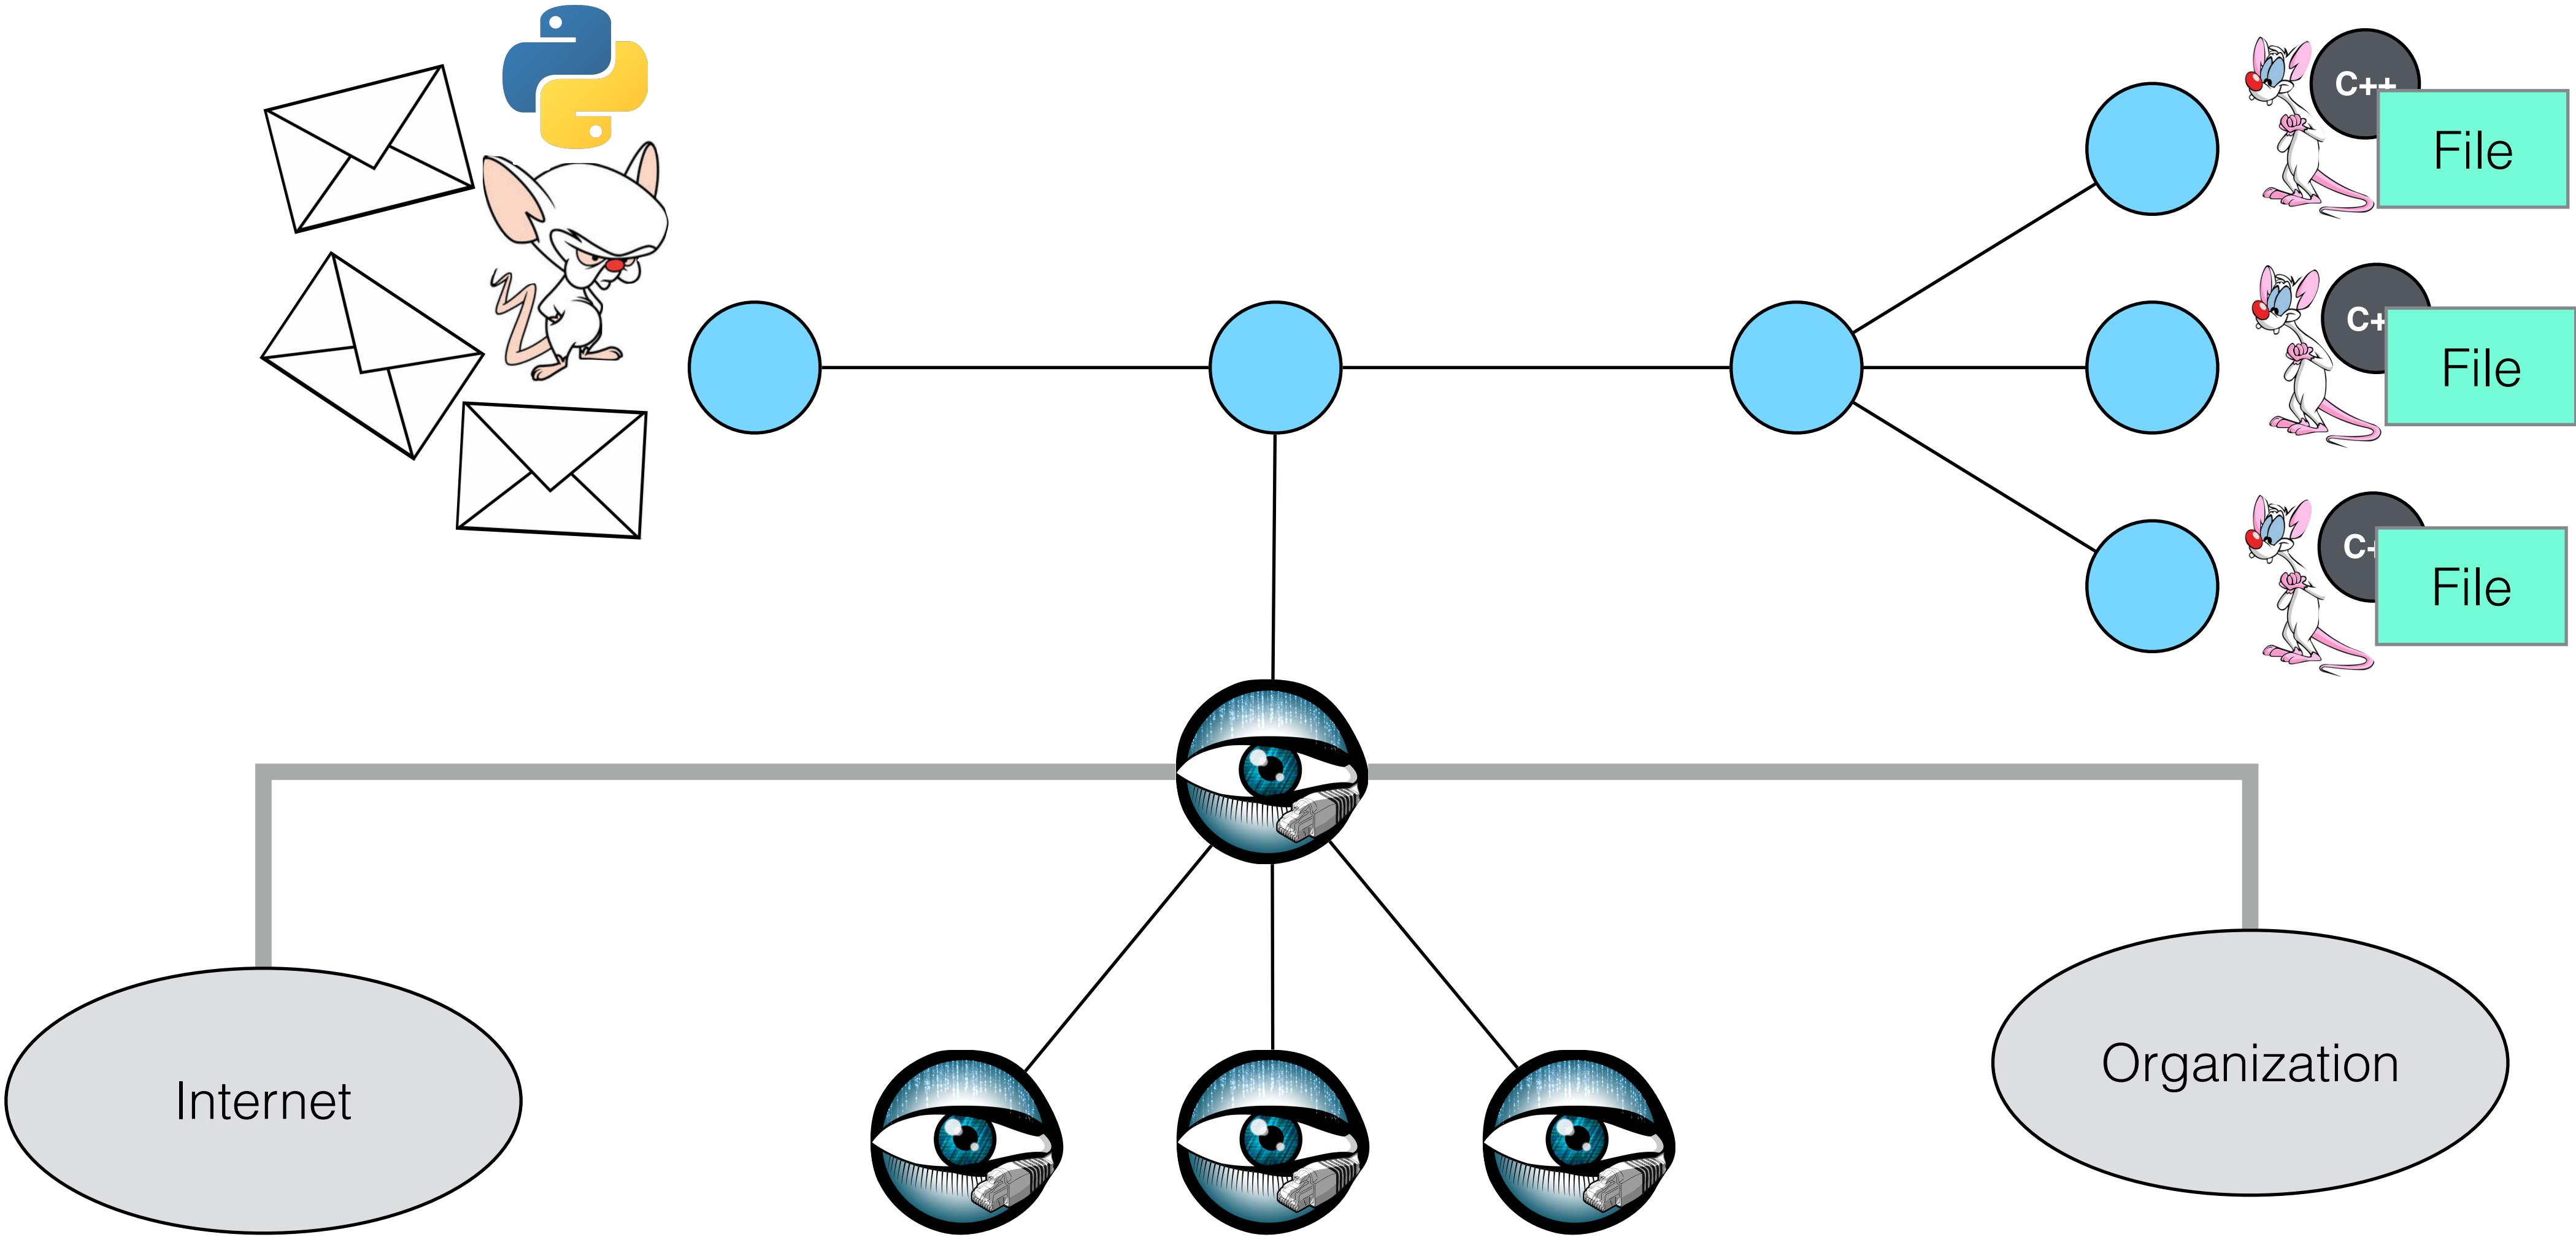 C++
File
C+
File
C+
File
Internet
Organization